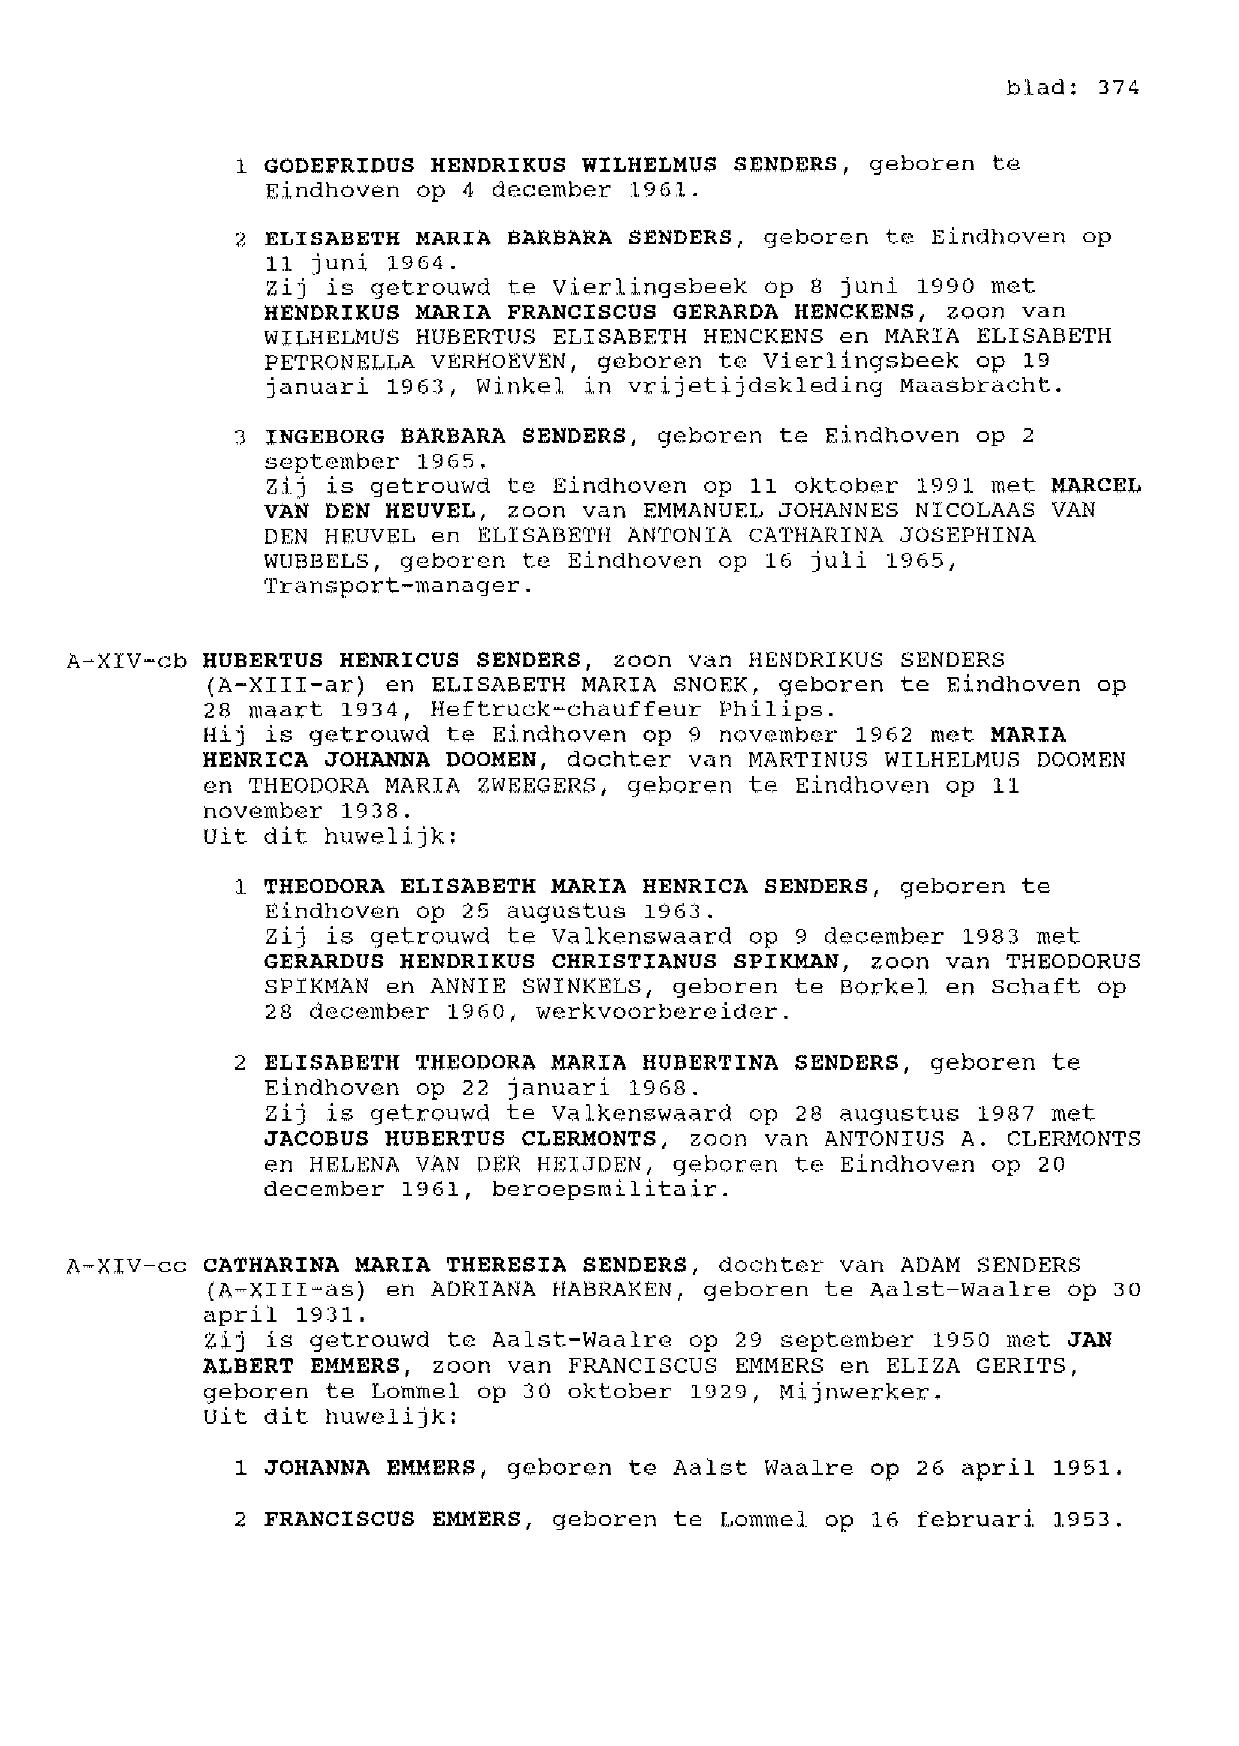 blad: 374
1 GODEFRIDUS HENDRIKUS WILHELMUS SENDERS, geboren te
Eindhoven op 4 december 1961.
2 ELISABETH MARIA BARBARA SENDERS, geboren te Eindhoven op
11 juni 1964.
Zij is getrouwd te Vierlingsbeek op 8 juni 1990 met
HENDRIKUS MARIA FRANCISCUS GERARDA HENCKENS, zoon van
WILHELMUS HUBERTUS ELISABETH HENCKENS en MARIA ELISABETH
PETRONELLA VERHOEVEN, geboren te Vierlingsbeek op 19
januari 1963, Winkel in vrijetijdskleding Maasbracht.
3 INGEBORG BARBARA SENDERS, geboren te Eindhoven op 2
september 1965.
Zij is getrouwd te Eindhoven op 11 oktober 1991 met MARCEL
VAN DEN HEUVEL, zoon van EMMANUEL JOHANNES NICOLAAS VAN
DEN HEUVEL en ELISABETH ANTONIA CATHARINA JOSEPHINA
WUBBELS, geboren te Eindhoven op 16 juli 1965,
Transport-manager.
A-XIV-cb HUBERTUS HENRICUS SENDERS, zoon van HENDRIKUS SENDERS
(A-XIII-ar) en ELISABETH MARIA SNOEK, geboren te Eindhoven op
28 maart 1934, Heftruck-chauffeur Philips.
Hij is getrouwd te Eindhoven op 9 november 1962 met MARIA
HENRICA JOHANNA DOOMEN, dochter van MARTINUS WILHELMUS DOOMEN
en THEODORA MARIA ZWEEGERS, geboren te Eindhoven op 11
november 1938.
Uit dit huwelijk:
1 THEODORA ELISABETH MARIA HENRICA SENDERS, geboren te
Eindhoven op 25 augustus 1963.
Zij is getrouwd te Valkenswaard op 9 december 1983 met
GERARDUS HENDRIKUS CHRISTIANUS SPIKMAN, zoon van THEODORUS
SPIKMAN en ANNIE SWINKELS, geboren te Borkel en Schaft op
28 december 1960, werkvoorbereider.
2 ELISABETH THEODORA MARIA HUBERTINA SENDERS, geboren te
Eindhoven op 22 januari 1968.
Zij is getrouwd te Valkenswaard op 28 augustus 1987 met
JACOBUS HUBERTUS CLERMONTS, zoon van ANTONIUS A. CLERMONTS
en HELENA VAN DER HEIJDEN, geboren te Eindhoven op 20
december 1961, beroepsmilitair.
A-XIV-cc CATHARINA MARIA THERESIA SENDERS, dochter van ADAM SENDERS
(A-XIII-as) en ADRIANA HABRAKEN, geboren te Aalst-Waalre op 30
april 1931.
Zij is getrouwd te Aalst-Waalre op 29 september 1950 met JAN
ALBERT EMMERS, zoon van FRANCISCUS EMMERS en ELIZA GERITS,
geboren te Lommel op 30 oktober 1929, Mijnwerker.
Uit dit huwelijk:
1 JOHANNA EMMERS, geboren te Aalst Waalre op 26 april 1951.
2 FRANCISCUS EMMERS, geboren te Lommel op 16 februari 1953.